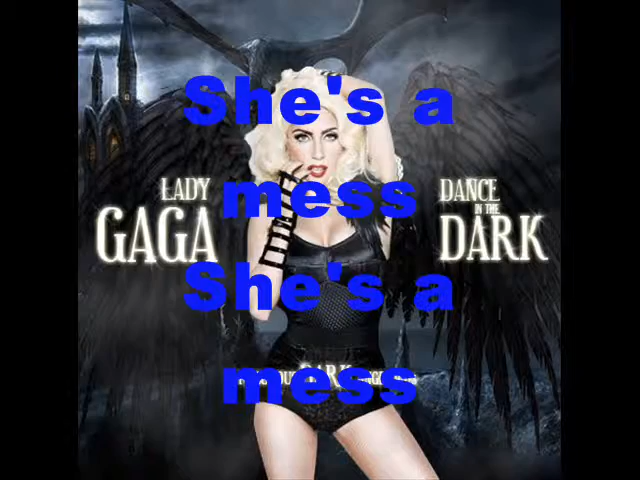 She's a
LADY
GAGA
mess
DANCE
IN THE
DARK
She's a
mess